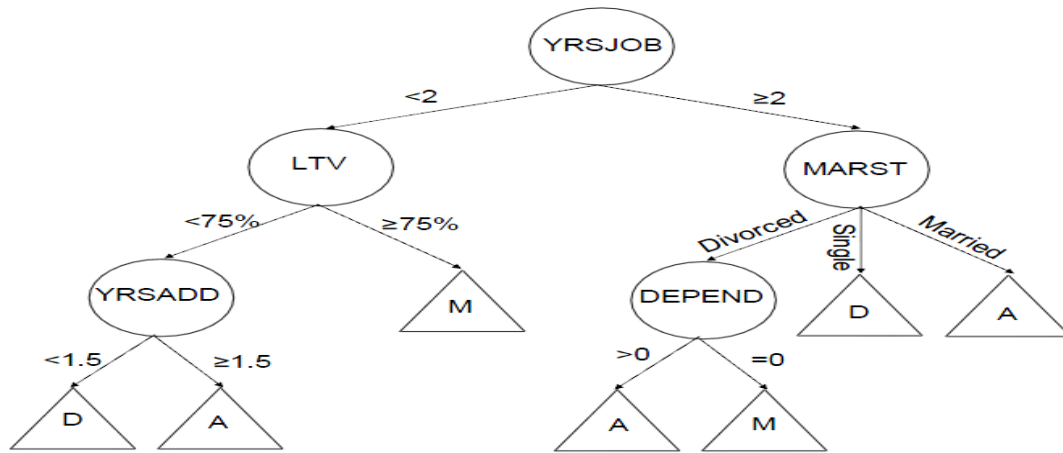 YRSJOB
<2
≥2
LTV
MARST
<75%
≥75%
Divorced
Single
Married
YRSADD
M
DEPEND
D
A
<1.5
≥1.5
>0
=0
D
A
A
M